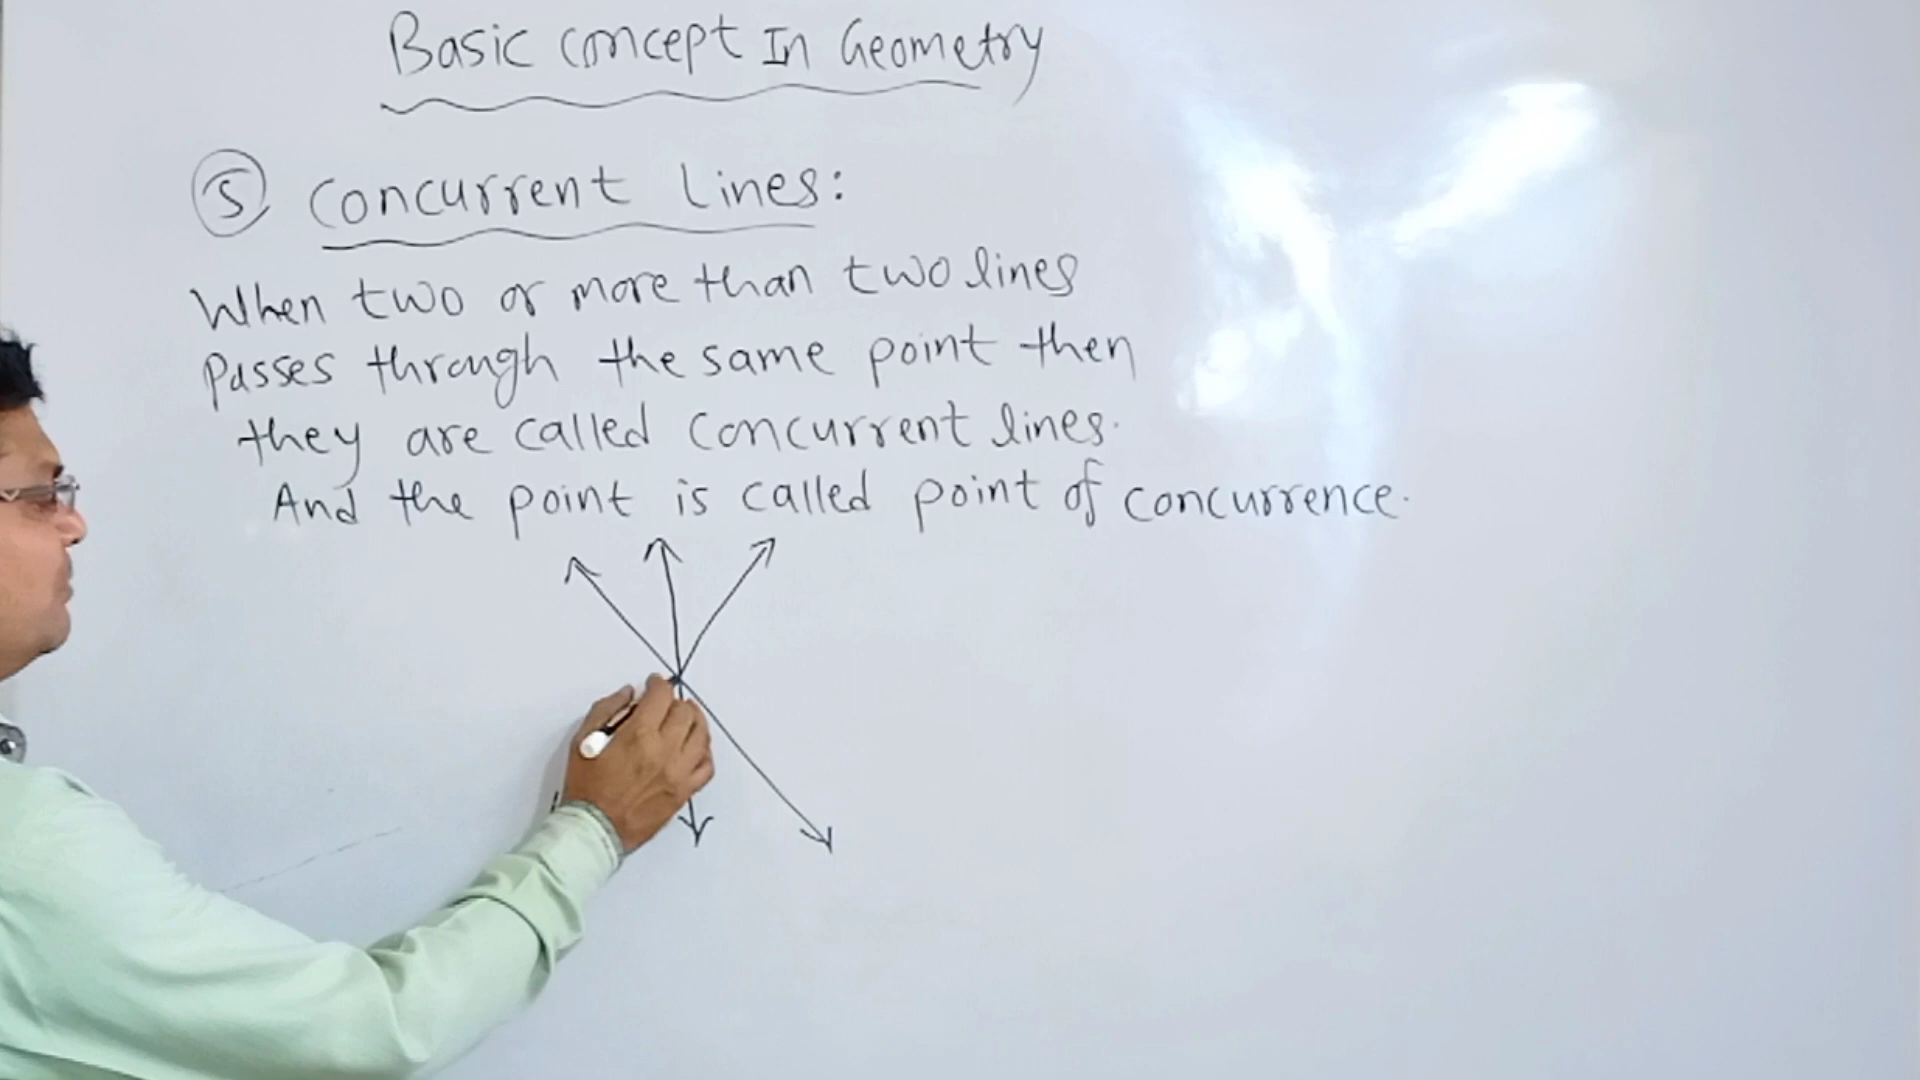 Basic concept In Geometry
5 Concurrent Lines:
When two or more than two lines
Passes through the same point then
they are called concurrent lines.
And the point is called point of concurrence.